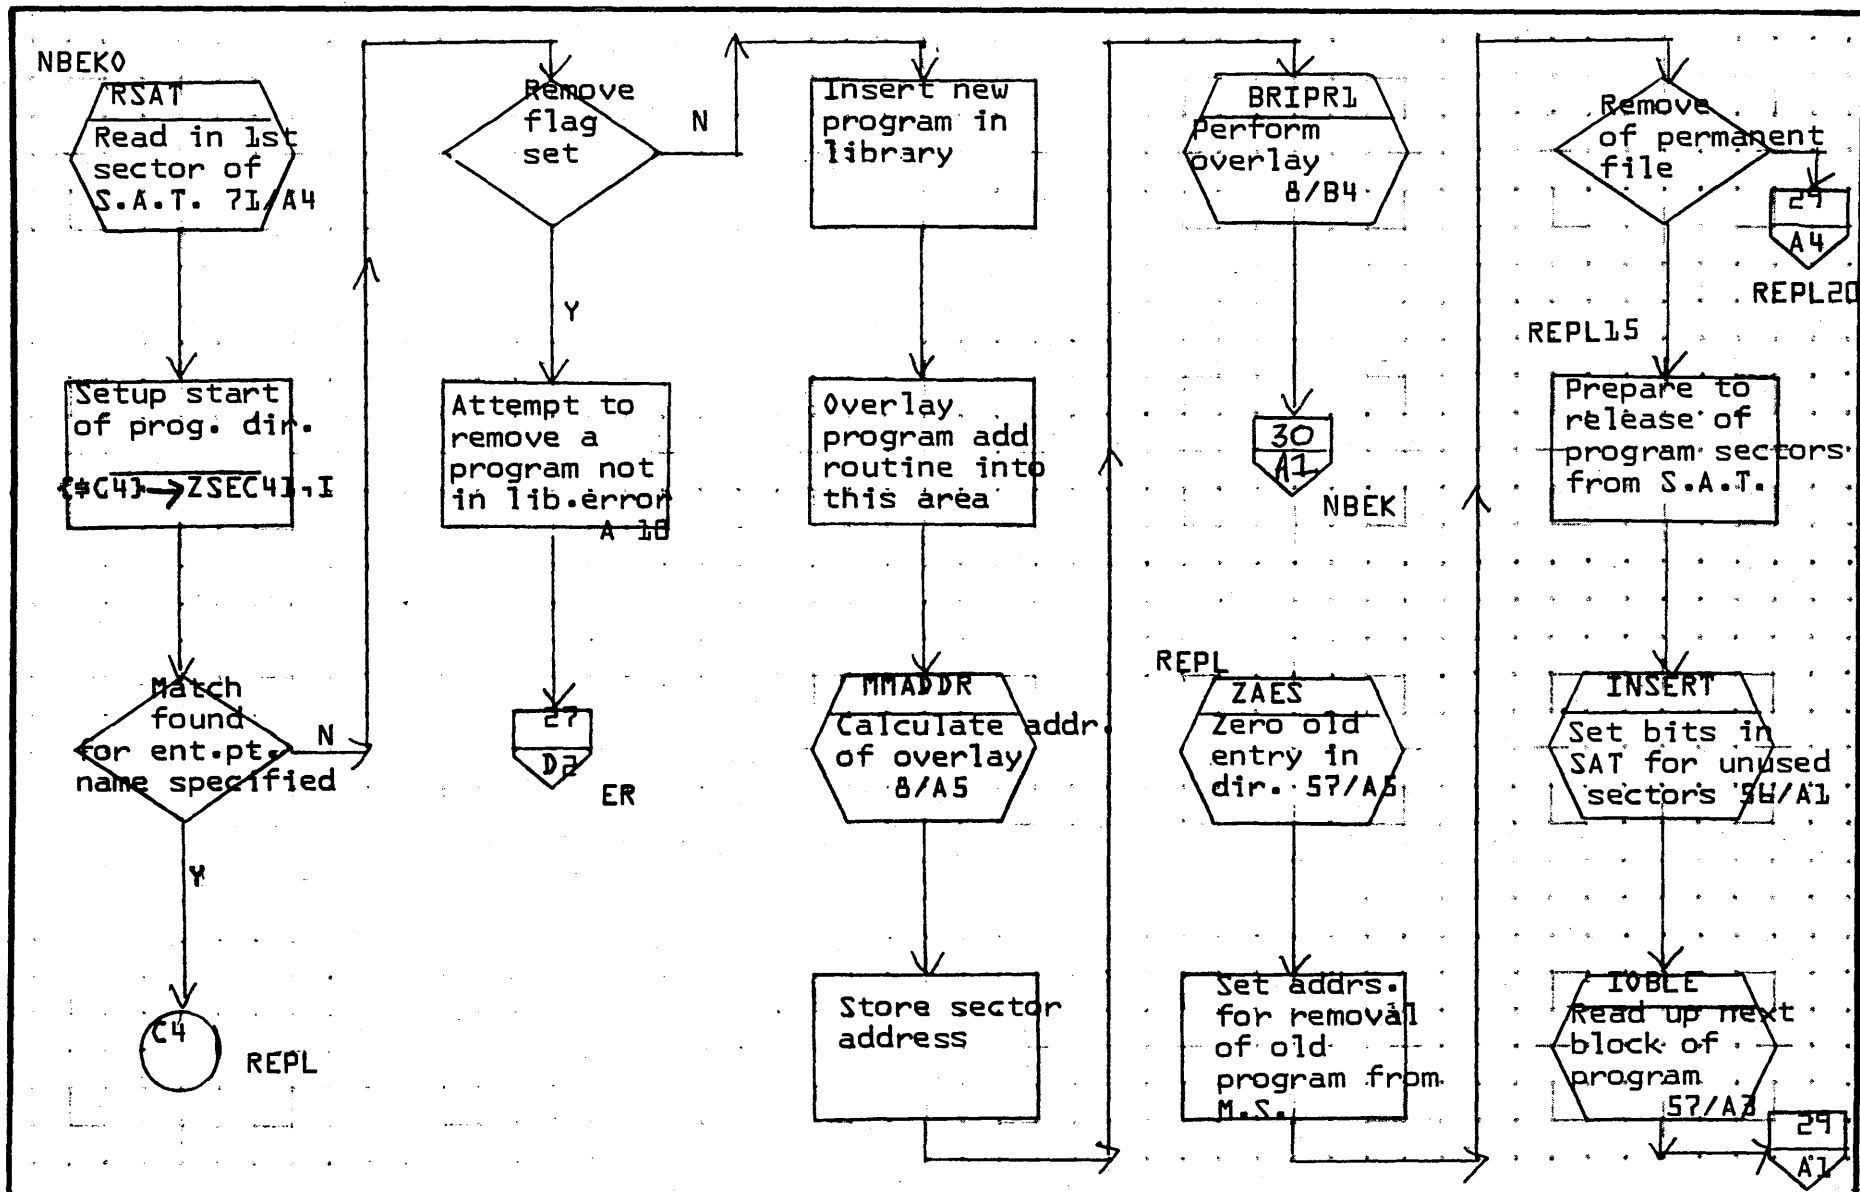 NBEK0
RSAT
Read in 1st
sector of
S.A.T. 71/A4
Setup start
of prog. dir.
{$C4}→ZSEC41,I
Match
found
for ent.pt.
name specified
N
Y
C4
REPL
Remove
flag
set
N
Y
Attempt to
remove a
program not
in lib.error
A 18
27
D2
ER
Insert new
program in
library
Overlay
program add
routine into
this area
MMADDR
Calculate addr.
of overlay
8/A5
Store sector
address
BRIPR1
Perform
overlay
8/B4
30
A1
NBEK
REPL
ZAES
Zero old
entry in
dir. 57/A5
Set addrs.
for removal
of old
program from
M.S.
Remove
of permanent
file
29
A4
REPL20
REPL15
Prepare to
release of
program sectors
from S.A.T.
INSERT
Set bits in
SAT for unused
sectors 56/A1
IOBLE
Read up next
block of
program
57/A3
29
A1